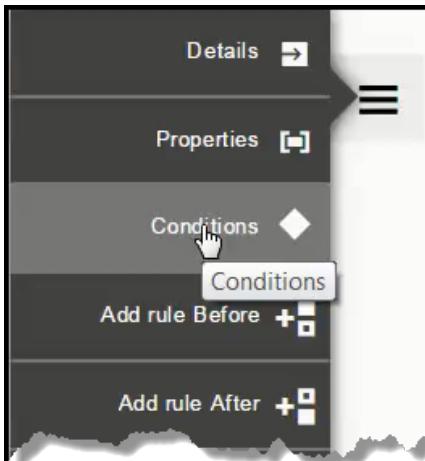 Details
Properties
Conditions
Conditions
Add rule Before
Add rule After